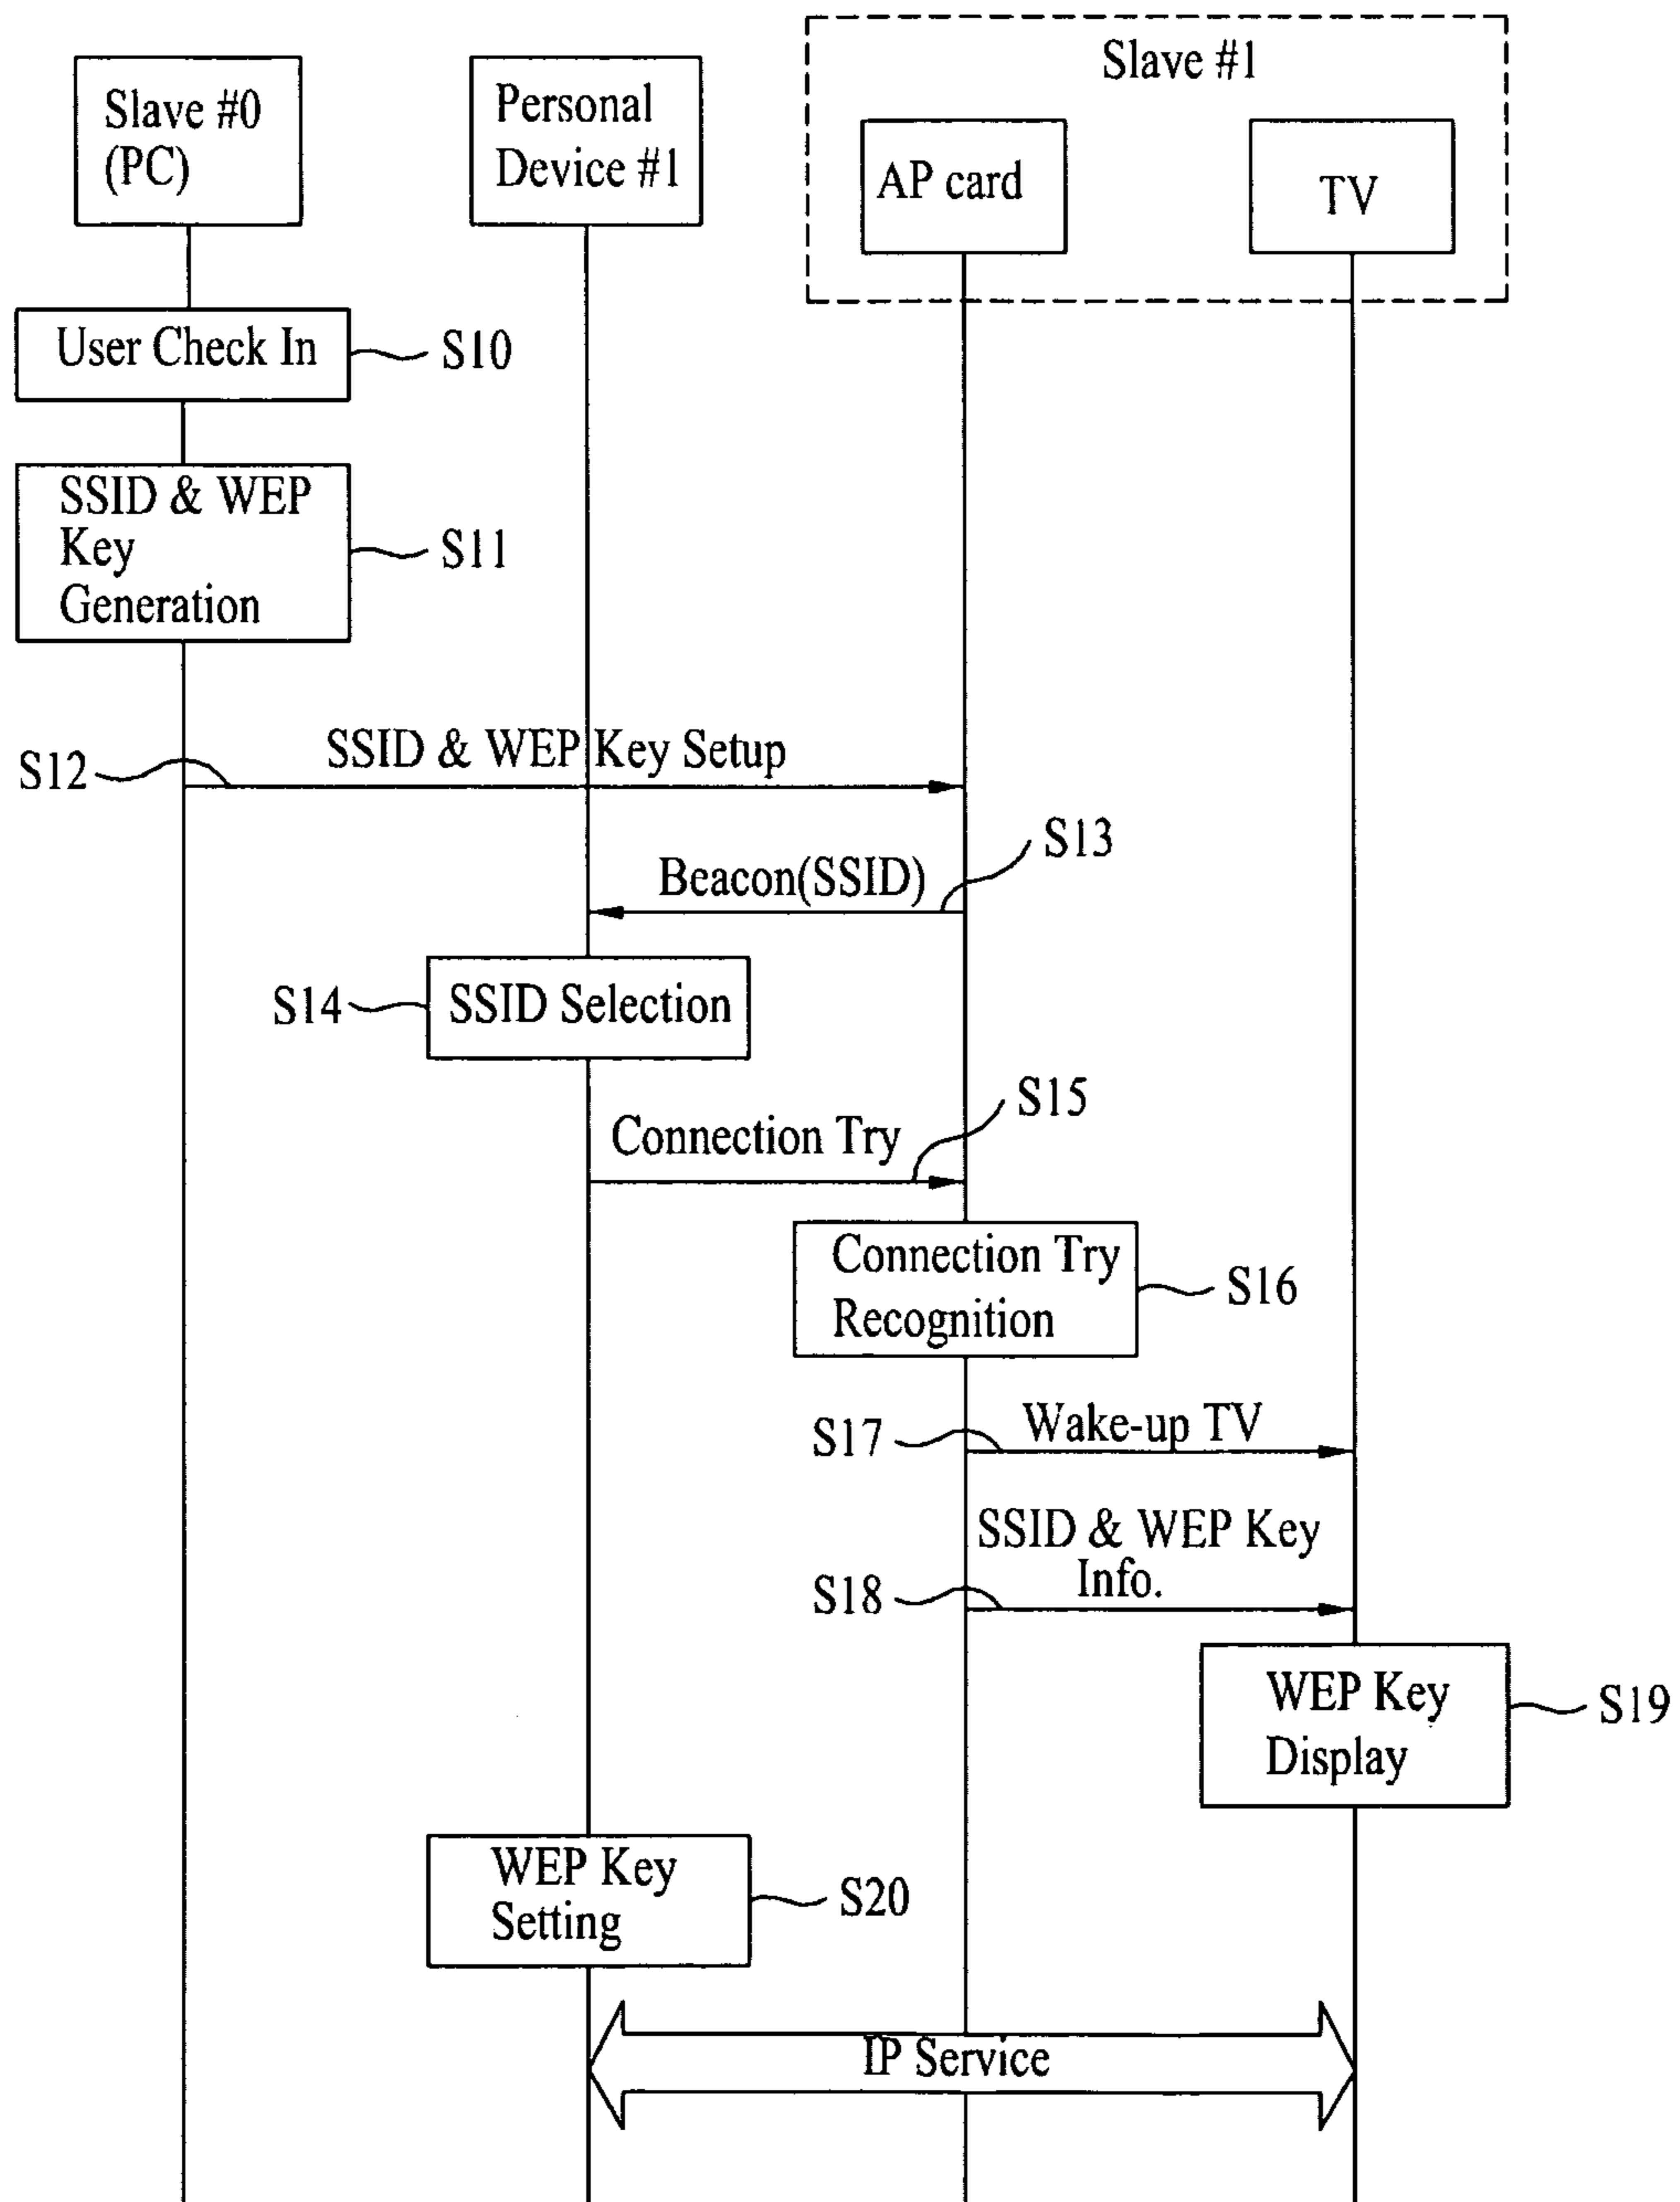 Slave #1
Slave #0
(PC)
Personal
Device #1
AP card
TV
User Check In
S10
SSID & WEP
Key
Generation
S11
SSID & WEP Key Setup
S12
S13
Beacon(SSID)
S14
SSID Selection
S15
Connection Try
Connection Try
Recognition
S16
Wake-up TV
S17
SSID & WEP Key
Info.
S18
WEP Key
Display
S19
WEP Key
Setting
S20
IP Service